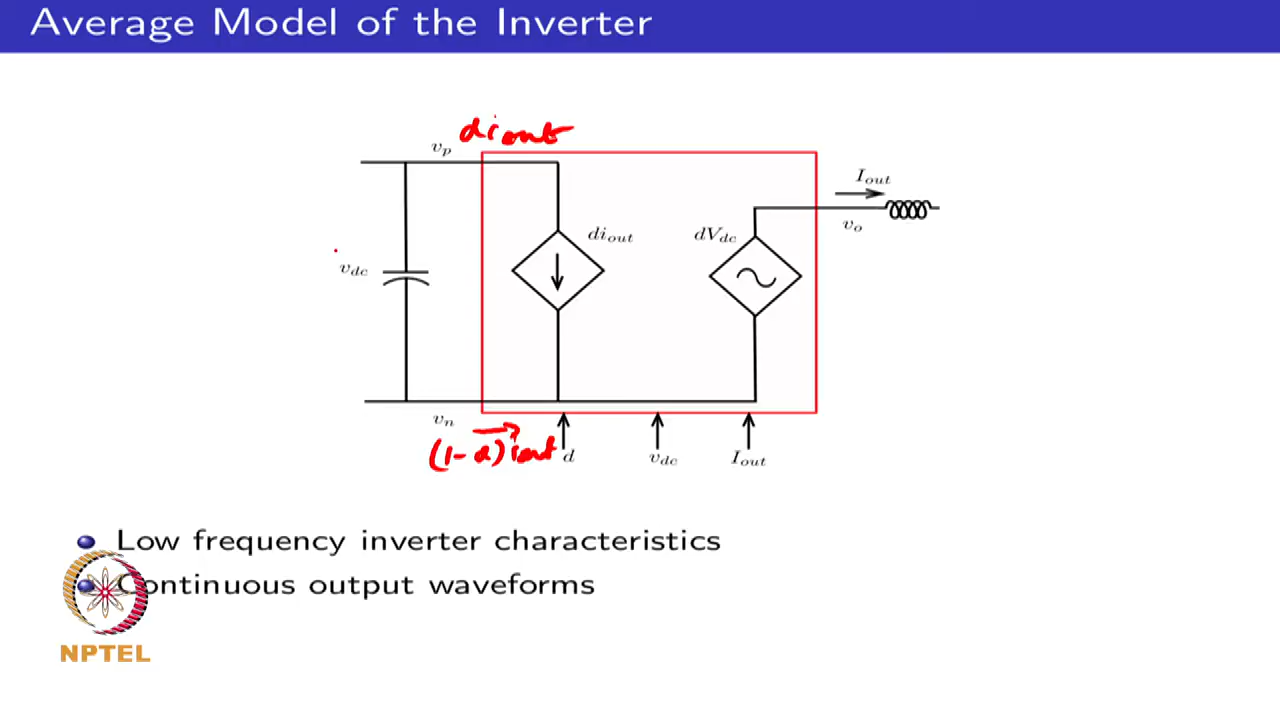 Average Model of the Inverter
di_out
v_p
I_out
v_o
di_out
dV_dc
v_dc
v_n
(1-d) i_out
d
v_dc
I_out
Low frequency inverter characteristics
Continuous output waveforms
NPTEL